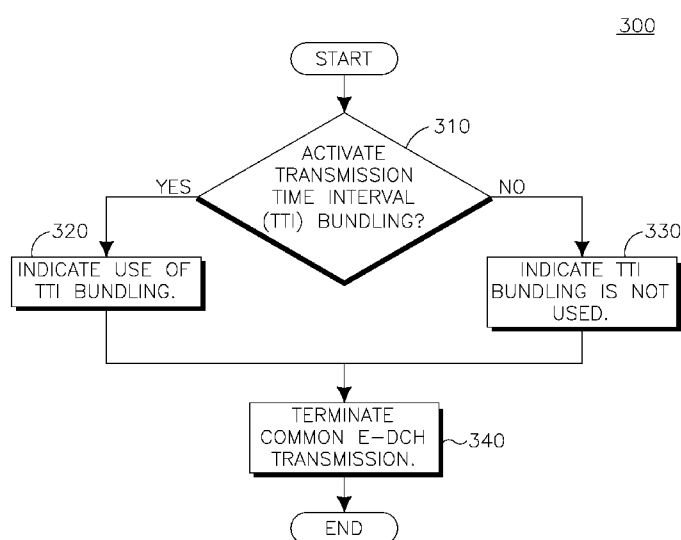 300
START
310
ACTIVATE
TRANSMISSION
TIME INTERVAL
(TTI) BUNDLING?
YES
NO
320
INDICATE USE OF
TTI BUNDLING.
330
INDICATE TTI
BUNDLING IS NOT
USED.
TERMINATE
COMMON E-DCH
TRANSMISSION.
340
END